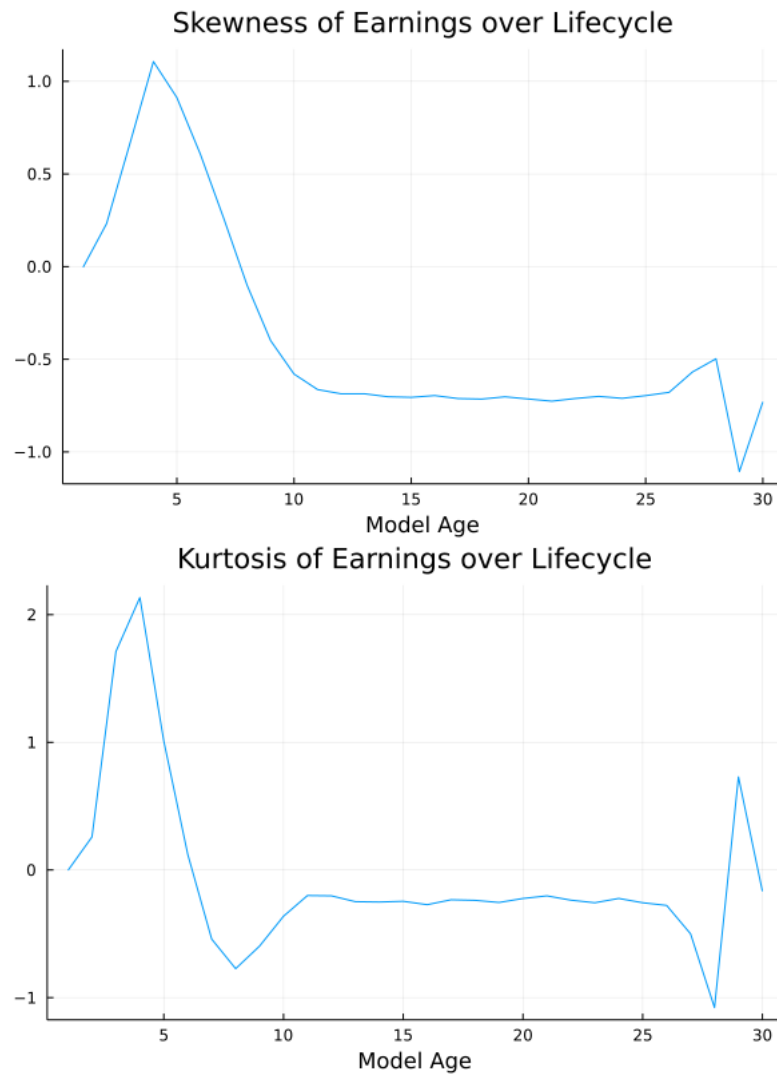 Skewness of Earnings over Lifecycle
1.0
0.5
0.0
−0.5
−1.0
5 10 15 20 25 30
Model Age
Kurtosis of Earnings over Lifecycle
2
1
0
−1
5 10 15 20 25 30
Model Age